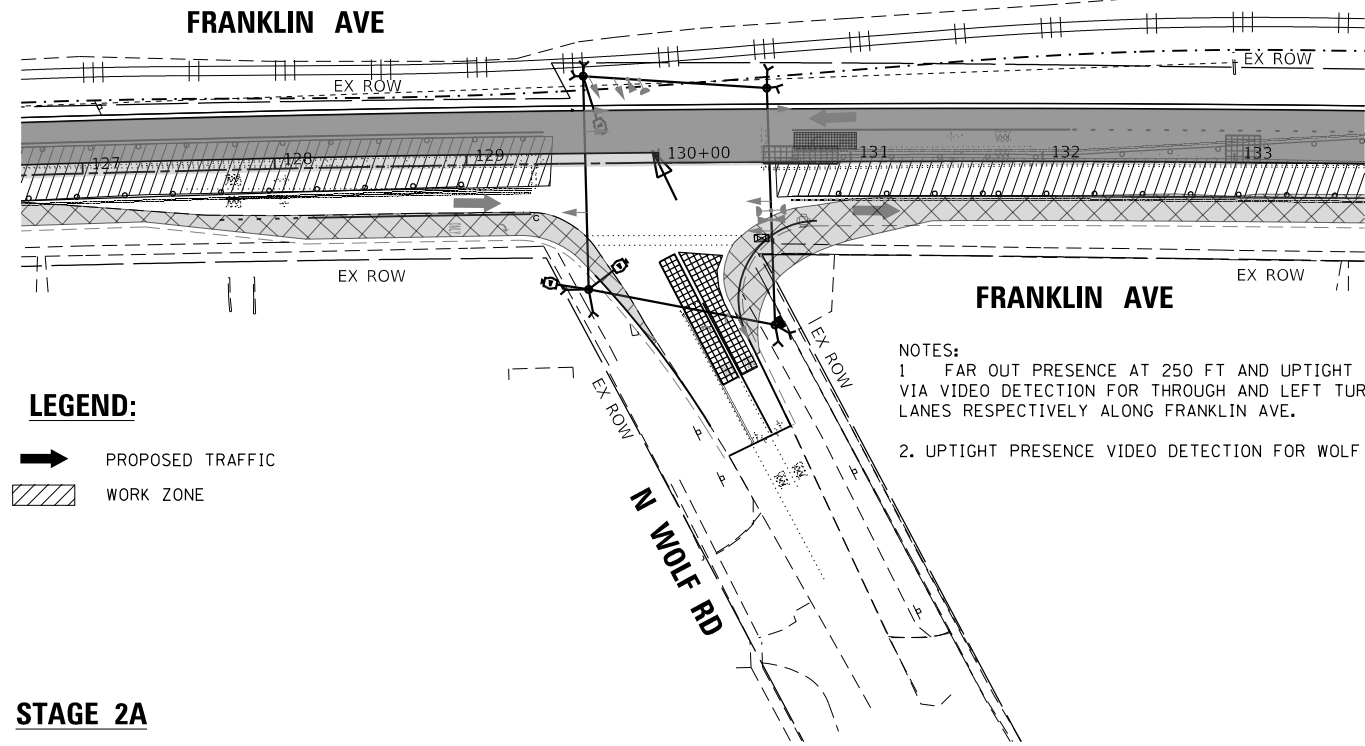 FRANKLIN AVE
EX ROW
EX ROW
EX ROW
127
128
129
130+00
131
132
133
EX ROW
EX ROW
FRANKLIN AVE
EX ROW
EX ROW
NOTES:
1 FAR OUT PRESENCE AT 250 FT AND UPTIGHT
VIA VIDEO DETECTION FOR THROUGH AND LEFT TUR
LANES RESPECTIVELY ALONG FRANKLIN AVE.
2. UPTIGHT PRESENCE VIDEO DETECTION FOR WOLF
LEGEND:
PROPOSED TRAFFIC
WORK ZONE
N WOLF RD
STAGE 2A